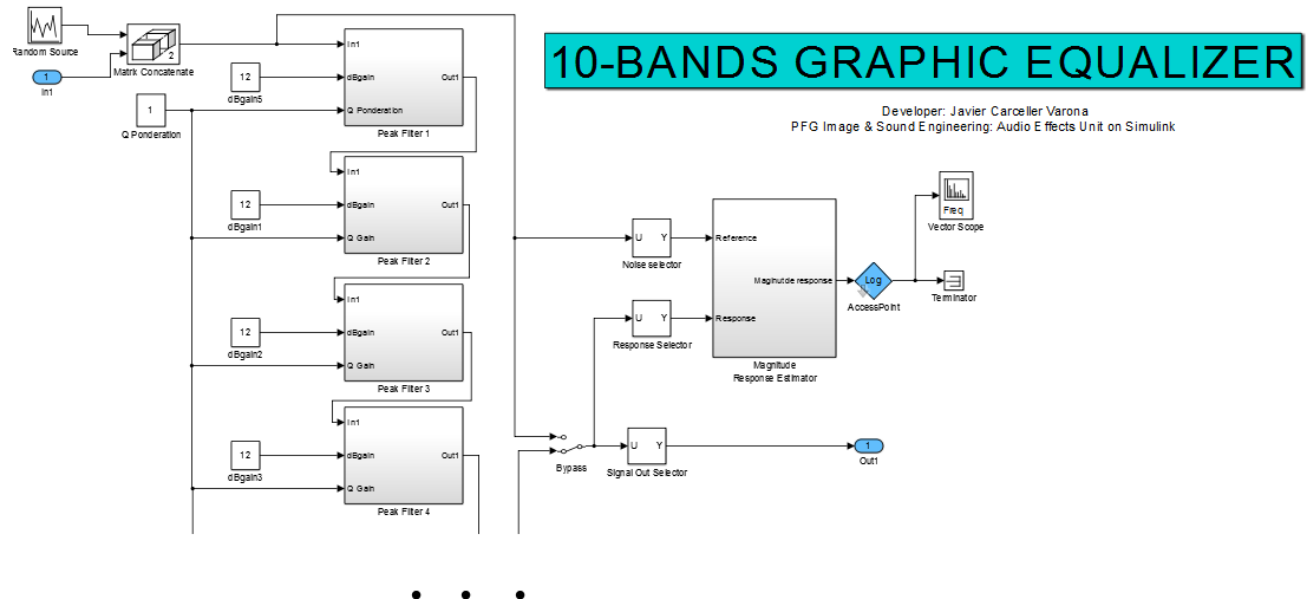 10-BANDS GRAPHIC EQUALIZER
Developer: Javier Carceller Varona
PFG Image & Sound Engineering: Audio Effects Unit on Simulink
Random Source
1
In1
2
Matrix Concatenate
1
Q Ponderation
12
dBgain5
In1
dBgain
Q Ponderation
Out1
Peak Filter 1
12
dBgain1
In1
dBgain
Q Gain
Out1
Peak Filter 2
12
dBgain2
In1
dBgain
Q Gain
Out1
Peak Filter 3
12
dBgain3
In1
dBgain
Q Gain
Out1
Peak Filter 4
U Y
Noise selector
U Y
Response Selector
Reference
Response
Maginutde response
Magnitude
Response Estimator
Log
AccessPoint
Freq
Vector Scope
Terminator
Bypass
U Y
Signal Out Selector
1
Out1
. . .